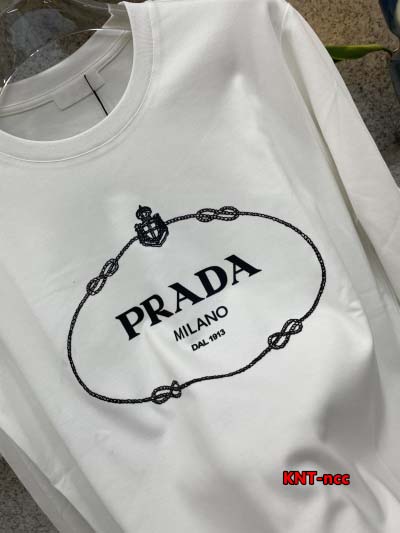 PRADA
MILANO
DAL 1913
KNT-ncc